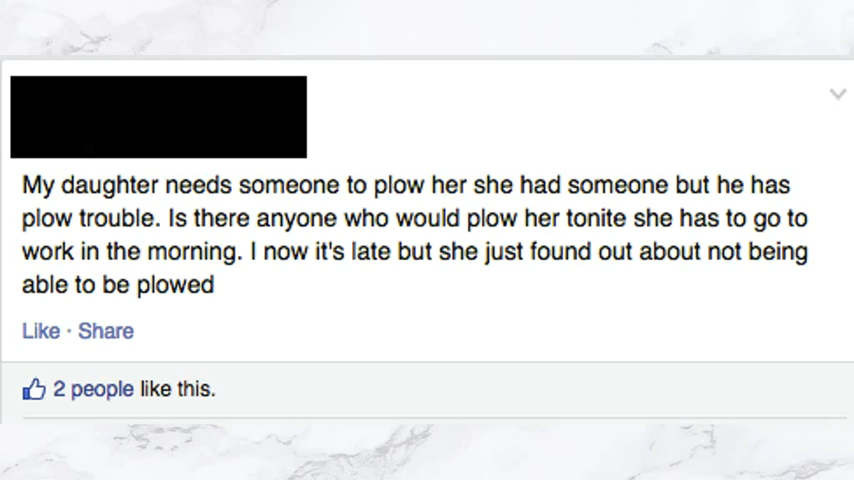 My daughter needs someone to plow her she had someone but he has
plow trouble. Is there anyone who would plow her tonite she has to go to
work in the morning. I now it's late but she just found out about not being
able to be plowed
Like · Share
2 people like this.